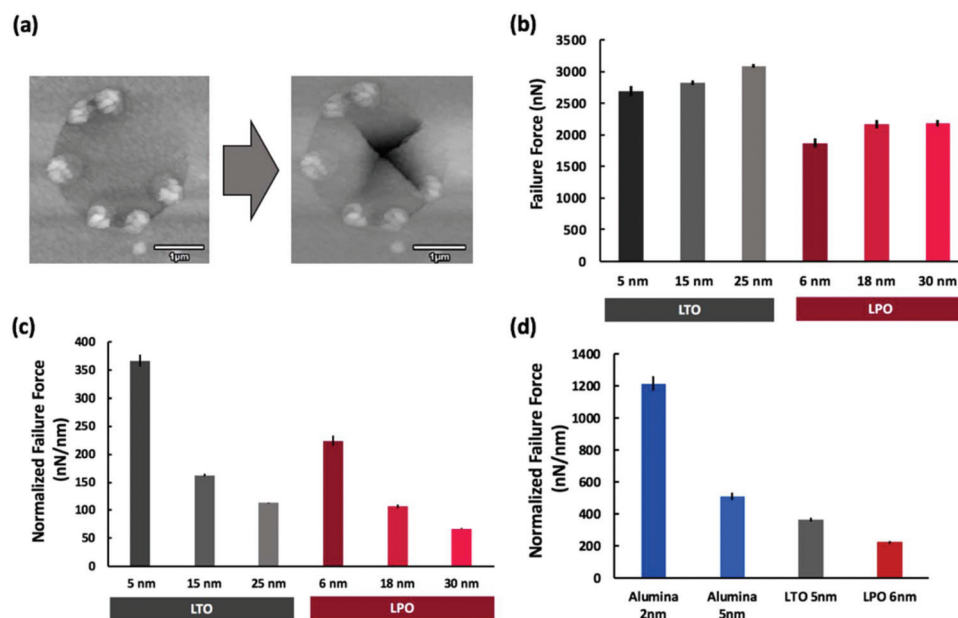 (a)
1µm
1µm
(b)
Failure Force (nN)
3500
3000
2500
2000
1500
1000
500
0
5 nm 15 nm 25 nm 6 nm 18 nm 30 nm
LTO LPO
(c)
Normalized Failure Force
(nN/nm)
400
350
300
250
200
150
100
50
0
5 nm 15 nm 25 nm 6 nm 18 nm 30 nm
LTO LPO
(d)
Normalized Failure Force
(nN/nm)
1400
1200
1000
800
600
400
200
0
Alumina Alumina LTO 5nm LPO 6nm
2nm 5nm